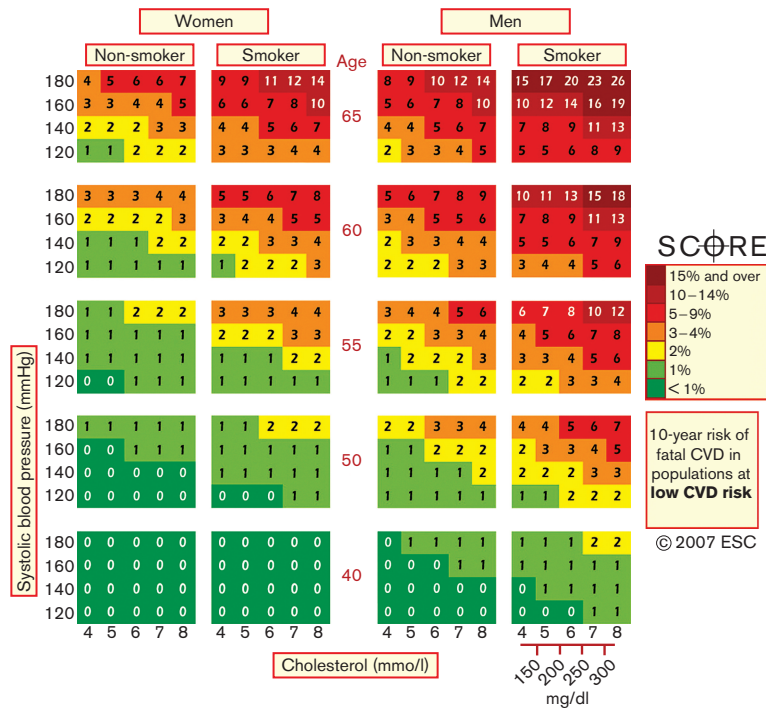 Women Men
Non-smoker Smoker Age Non-smoker Smoker
180 4 5 6 6 7 9 9 11 12 14 8 9 10 12 14 15 17 20 23 26
160 3 3 4 4 5 6 6 7 8 10 5 6 7 8 10 10 12 14 16 19
65
140 2 2 2 3 3 4 4 5 6 7 4 4 5 6 7 7 8 9 11 13
120 1 1 2 2 2 3 3 3 4 4 2 3 3 4 5 5 5 6 8 9
180 3 3 3 4 4 5 5 6 7 8 5 6 7 8 9 10 11 13 15 18
160 2 2 2 2 3 3 4 4 5 5 3 4 5 5 6 7 8 9 11 13
60
140 1 1 1 2 2 2 2 3 3 4 2 3 3 4 4 5 5 6 7 9
120 1 1 1 1 1 1 2 2 2 3 2 2 2 3 3 3 4 4 5 6
180 1 1 2 2 2 3 3 3 4 4 3 4 4 5 6 6 7 8 10 12
160 1 1 1 1 1 2 2 2 3 3 2 2 3 3 4 4 5 6 7 8
55
140 1 1 1 1 1 1 1 1 2 2 1 2 2 2 3 3 3 4 5 6
120 0 0 1 1 1 1 1 1 1 1 1 1 1 2 2 2 2 3 3 4
180 1 1 1 1 1 1 1 2 2 2 2 2 3 3 4 4 4 5 6 7
160 0 0 1 1 1 1 1 1 1 1 1 1 2 2 2 2 3 3 4 5
50
140 0 0 0 0 0 1 1 1 1 1 1 1 1 1 2 2 2 2 3 3
120 0 0 0 0 0 0 0 0 1 1 1 1 1 1 1 1 1 2 2 2
180 0 0 0 0 0 0 0 0 0 0 0 1 1 1 1 1 1 1 2 2
160 0 0 0 0 0 0 0 0 0 0 0 0 0 1 1 1 1 1 1 1
40
140 0 0 0 0 0 0 0 0 0 0 0 0 0 0 0 0 1 1 1 1
120 0 0 0 0 0 0 0 0 0 0 0 0 0 0 0 0 0 0 1 1
4 5 6 7 8 4 5 6 7 8 4 5 6 7 8
Systolic blood pressure (mmHg)
Cholesterol (mmo/l)
150 200 250 300
mg/dl
SCORE
15% and over
10–14%
5–9%
3–4%
2%
1%
< 1%
10-year risk of
fatal CVD in
populations at
low CVD risk
© 2007 ESC